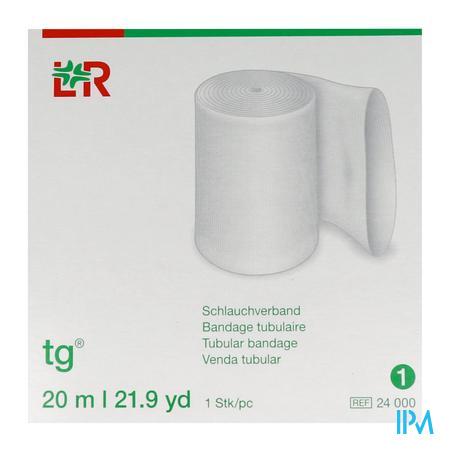 L&R
Schlauchverband
Bandage tubulaire
Tubular bandage
Venda tubular
tg®
1
20 m | 21.9 yd
1 Stk/pc
REF 24 000
IPM